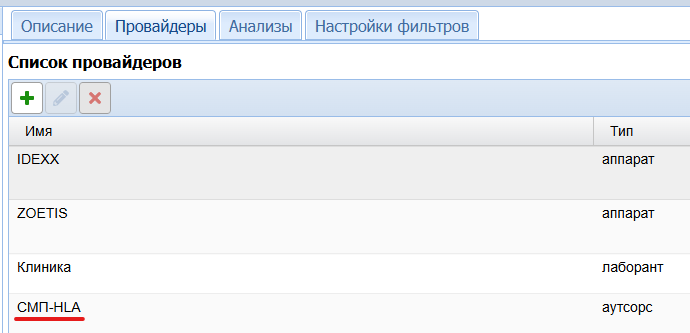 Описание Провайдеры Анализы Настройки фильтров
Список провайдеров
Имя Тип
IDEXX аппарат
ZOETIS аппарат
Клиника лаборант
СМП-HLA аутсорс